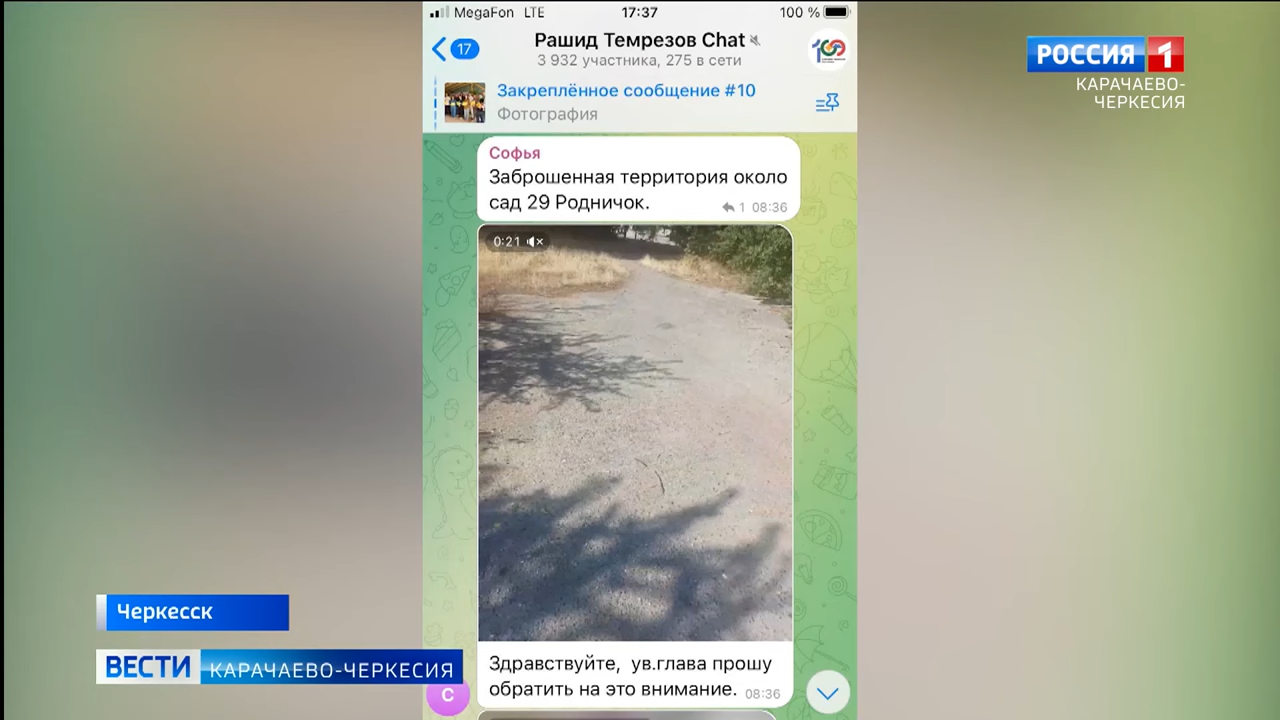 MegaFon LTE 17:37 100 %
17 Рашид Темрезов Chat
3 932 участника, 275 в сети
Закреплённое сообщение #10
Фотография
РОССИЯ 1
КАРАЧАЕВО-
ЧЕРКЕСИЯ
Софья
Заброшенная территория около
сад 29 Родничок.
1 08:36
0:21
Здравствуйте, ув.глава прошу
обратить на это внимание.
08:36
Черкесск
ВЕСТИ КАРАЧАЕВО-ЧЕРКЕСИЯ
С